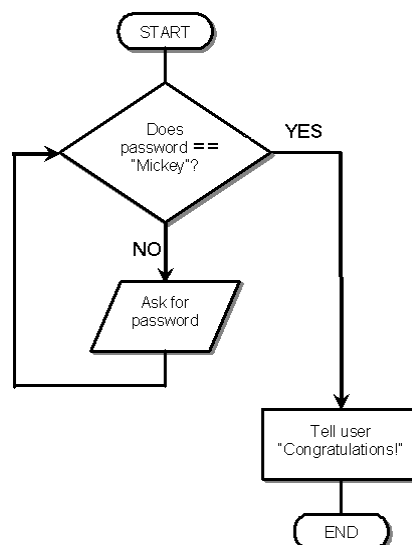 START
Does
password ==
"Mickey"?
YES
NO
Ask for
password
Tell user
"Congratulations!"
END